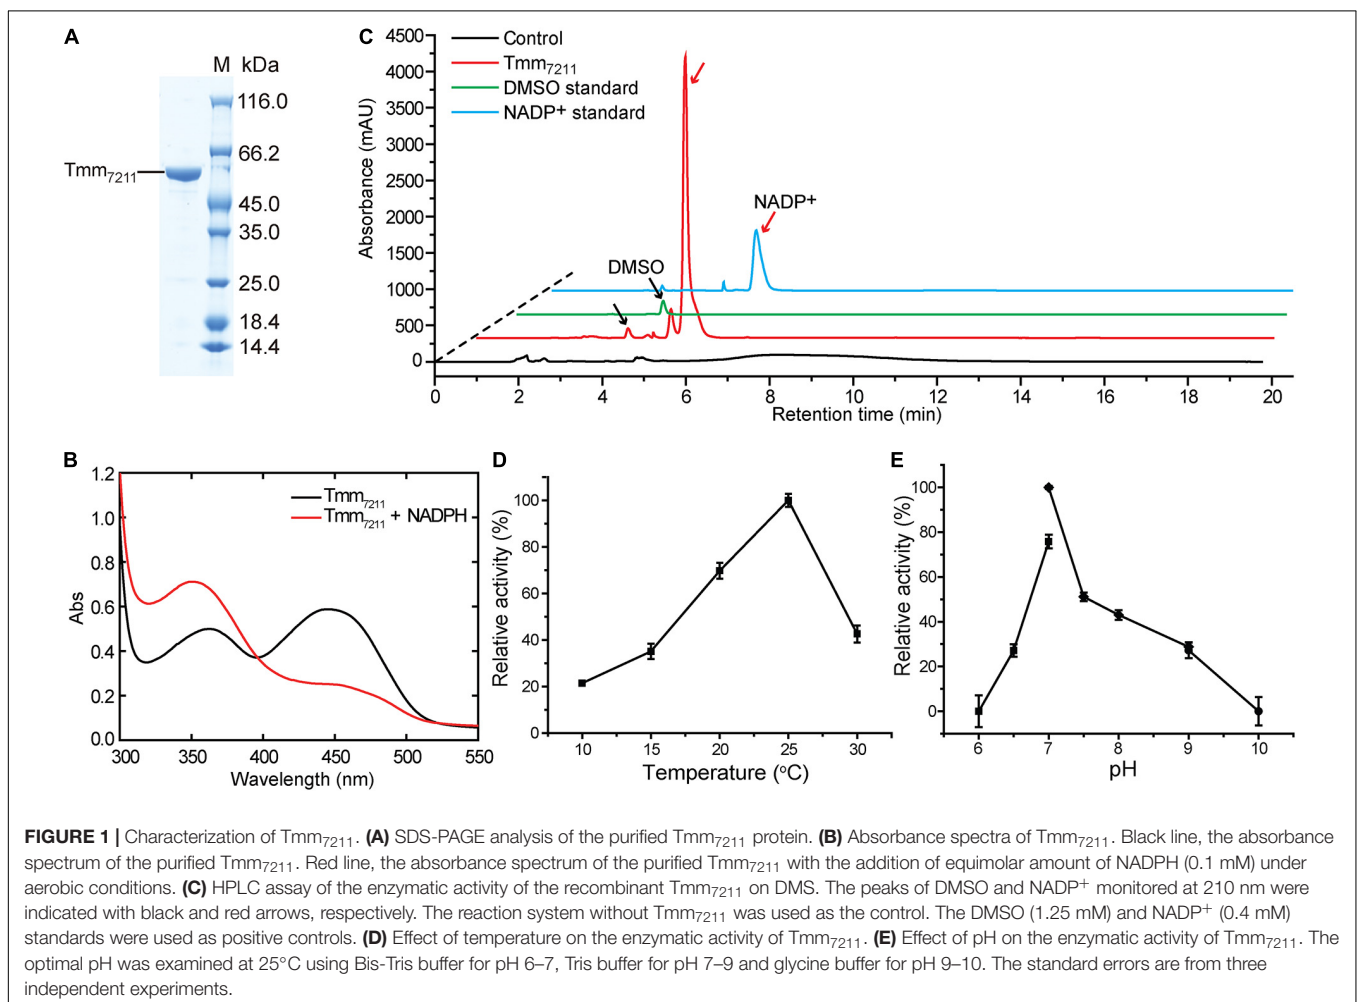 A
M kDa
116.0
66.2
Tmm7211
45.0
35.0
25.0
18.4
14.4
C
4500
4000
3500
3000
2500
2000
1500
1000
500
0
Absorbance (mAU)
Control
Tmm7211
DMSO standard
NADP+ standard
NADP+
DMSO
0 2 4 6 8 10 12 14 16 18 20
Retention time (min)
B
1.2
1.0
0.8
0.6
0.4
0.2
0.0
Abs
Tmm7211
Tmm7211 + NADPH
300 350 400 450 500 550
Wavelength (nm)
D
100
80
60
40
20
0
Relative activity (%)
10 15 20 25 30
Temperature (°C)
E
100
80
60
40
20
0
Relative activity (%)
6 7 8 9 10
pH
FIGURE 1 | Characterization of Tmm7211. (A) SDS-PAGE analysis of the purified Tmm7211 protein. (B) Absorbance spectra of Tmm7211. Black line, the absorbance
spectrum of the purified Tmm7211. Red line, the absorbance spectrum of the purified Tmm7211 with the addition of equimolar amount of NADPH (0.1 mM) under
aerobic conditions. (C) HPLC assay of the enzymatic activity of the recombinant Tmm7211 on DMS. The peaks of DMSO and NADP+ monitored at 210 nm were
indicated with black and red arrows, respectively. The reaction system without Tmm7211 was used as the control. The DMSO (1.25 mM) and NADP+ (0.4 mM)
standards were used as positive controls. (D) Effect of temperature on the enzymatic activity of Tmm7211. (E) Effect of pH on the enzymatic activity of Tmm7211. The
optimal pH was examined at 25°C using Bis-Tris buffer for pH 6–7, Tris buffer for pH 7–9 and glycine buffer for pH 9–10. The standard errors are from three
independent experiments.